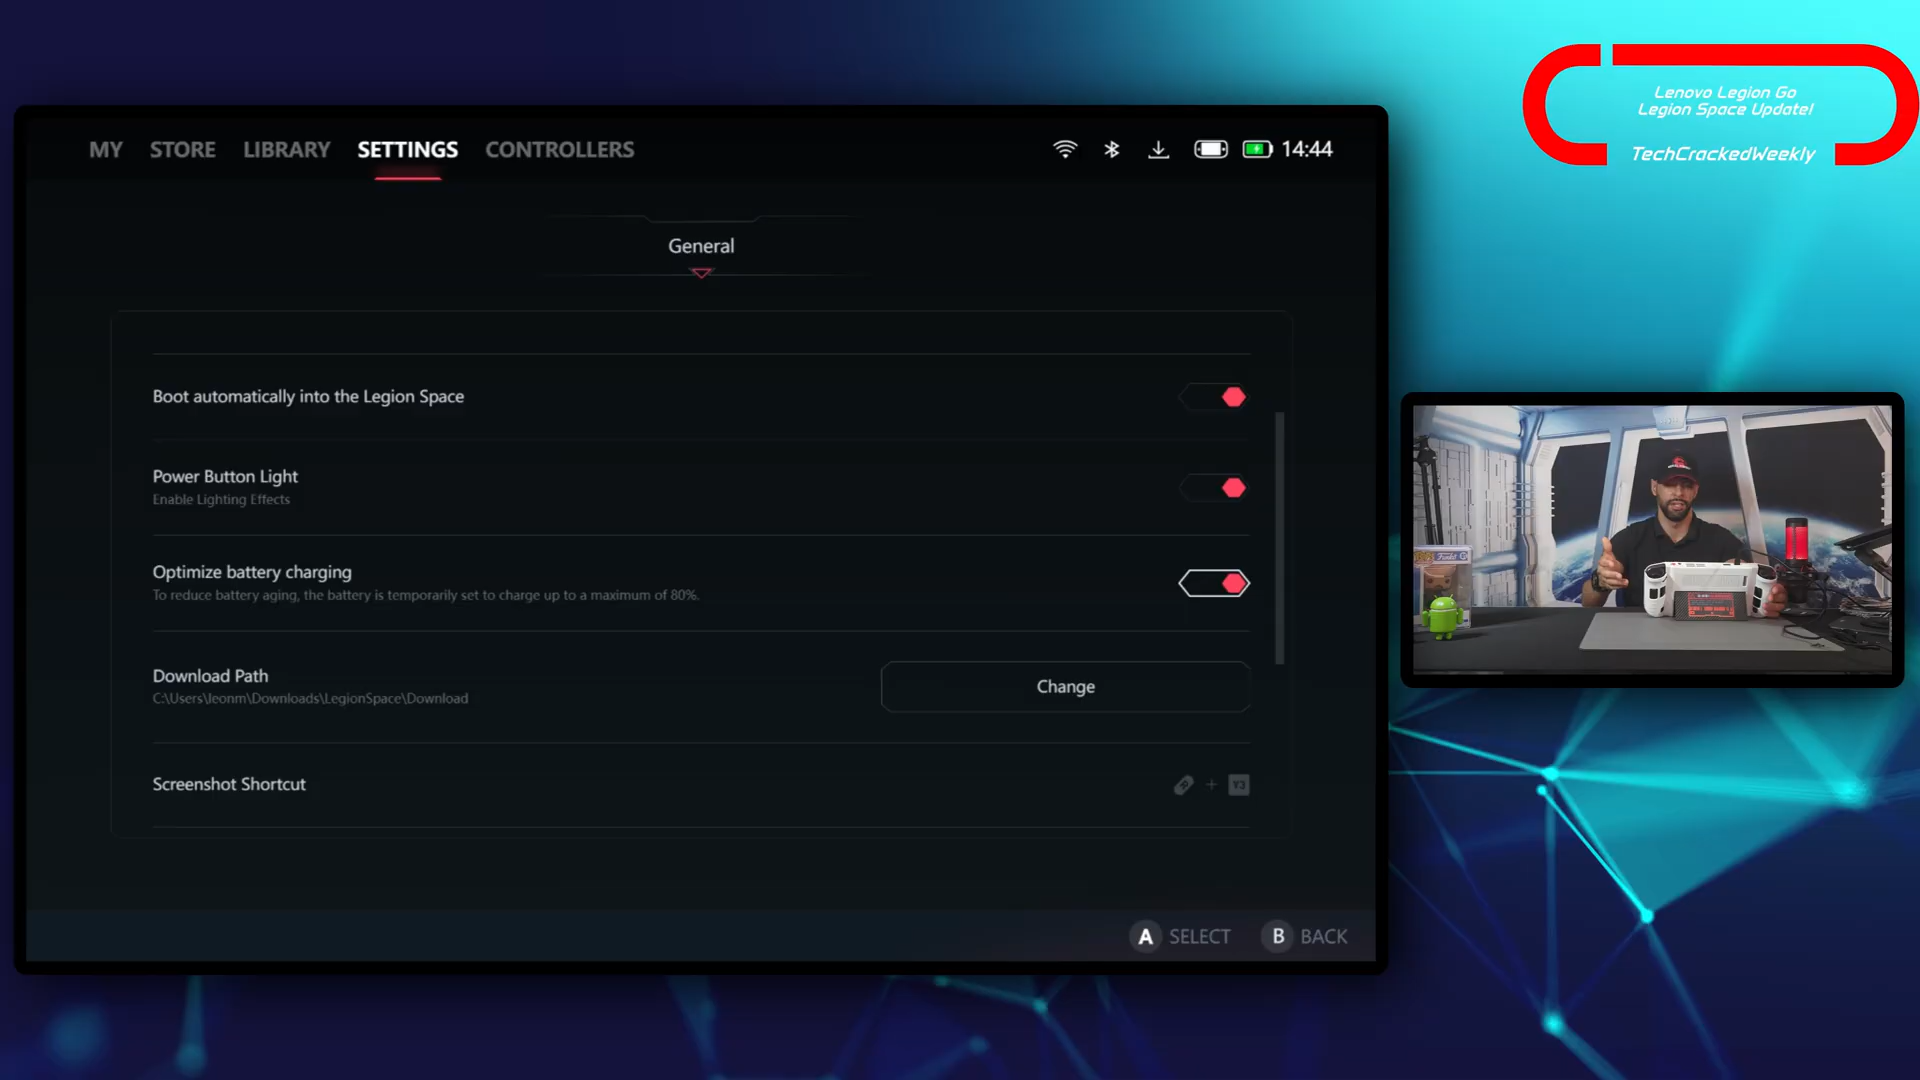 Lenovo Legion Go
Legion Space Update!
TechCrackedWeekly
MY STORE LIBRARY SETTINGS CONTROLLERS 14:44
General
Boot automatically into the Legion Space
Power Button Light
Enable Lighting Effects
Optimize battery charging
To reduce battery aging, the battery is temporarily set to charge up to a maximum of 80%.
Download Path
C:\Users\leonm\Downloads\LegionSpace\Download
Change
Screenshot Shortcut
+ Y3
A SELECT B BACK